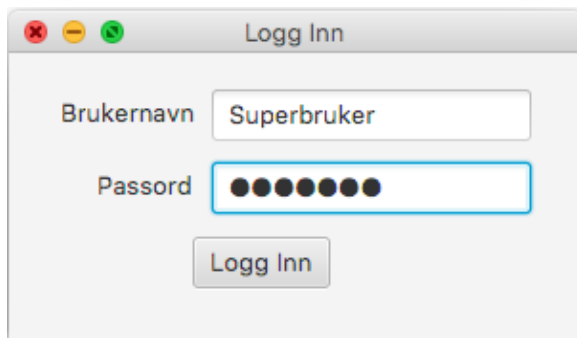 Logg Inn
Brukernavn Superbruker
Passord ●●●●●●●
Logg Inn